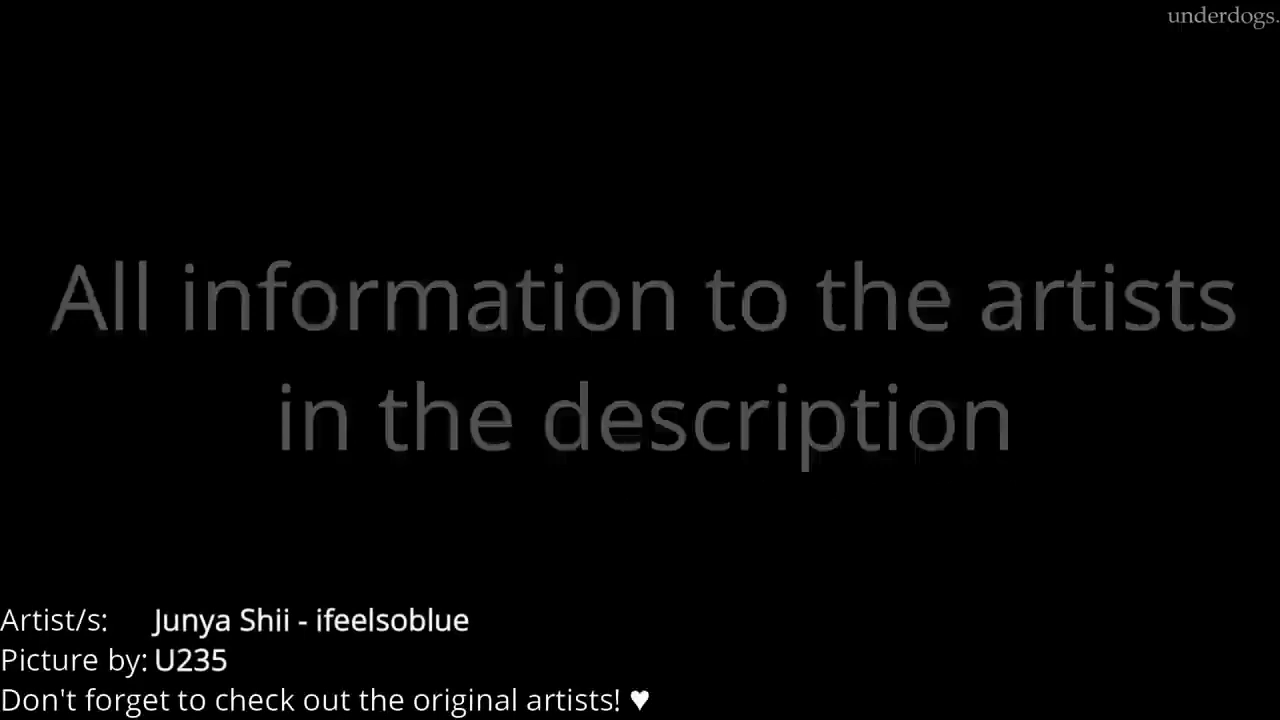 underdogs.
All information to the artists
in the description
Artist/s: Junya Shii - ifeelsoblue
Picture by: U235
Don't forget to check out the original artists! ♥